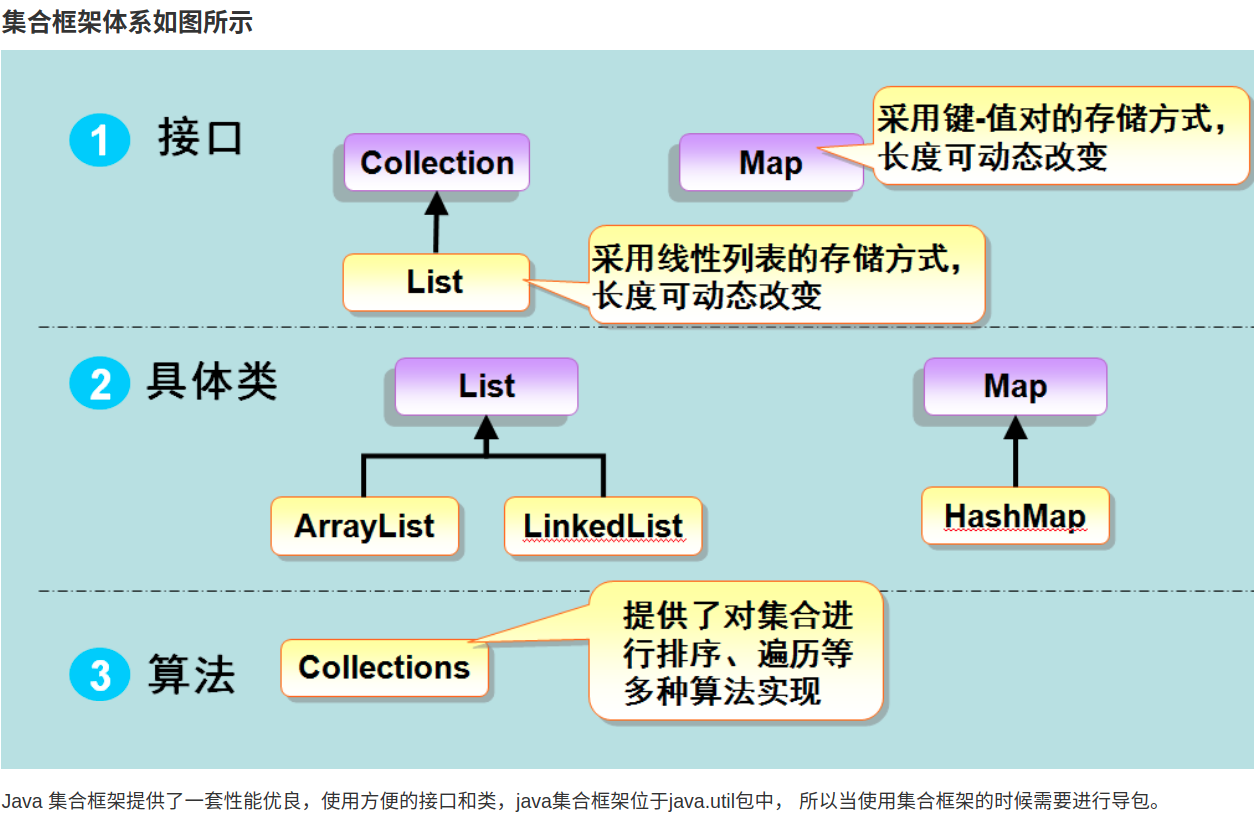 集合框架体系如图所示
1 接口
Collection
Map
采用键-值对的存储方式，
长度可动态改变
List
采用线性列表的存储方式，
长度可动态改变
2 具体类
List
Map
ArrayList
LinkedList
HashMap
3 算法
Collections
提供了对集合进
行排序、遍历等
多种算法实现
Java 集合框架提供了一套性能优良，使用方便的接口和类，java集合框架位于java.util包中， 所以当使用集合框架的时候需要进行导包。